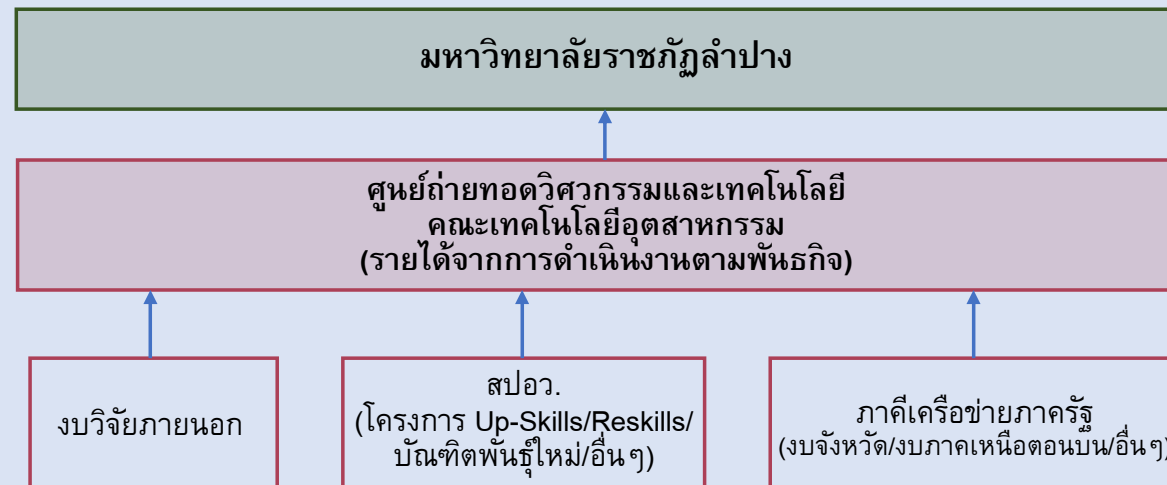 มหาวิทยาลัยราชภัฏลำปาง
ศูนย์ถ่ายทอดวิศวกรรมและเทคโนโลยี
คณะเทคโนโลยีอุตสาหกรรม
(รายได้จากการดำเนินงานตามพันธกิจ)
งบวิจัยภายนอก
สปอว.
(โครงการ Up-Skills/Reskills/
บัณฑิตพันธุ์ใหม่/อื่นๆ)
ภาคีเครือข่ายภาครัฐ
(งบจังหวัด/งบภาคเหนือตอนบน/อื่นๆ)